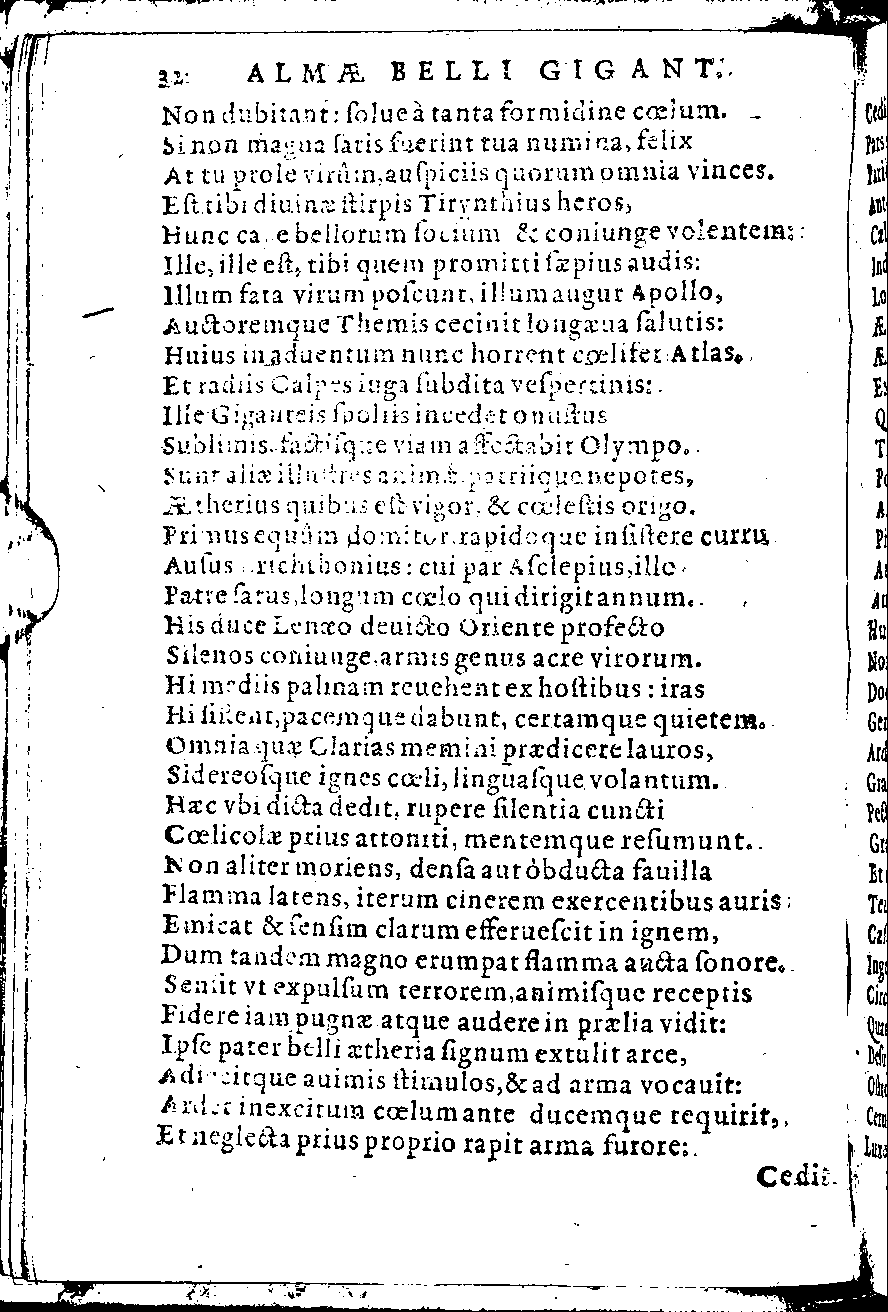 32. ALMÆ BELLI GIGANT.
Non dubitant: ſolue à tanta formidine cœlum.
Si non magna ſatis fuerint tua numina, felix
At tu prole virûm, auſpiciis quorum omnia vinces.
Eſt tibi diuinæ ſtirpis Tirynthius heros,
Hunc bellorum ſocium & coniunge volentem:
Ille, ille eſt, tibi quem promitti ſæpius audis:
Illum fata virum poſcunt, illum augur Apollo,
Auctoremque Themis cecinit longæua ſalutis:
Huius in aduentum nunc horrent cœlifer Atlas.
Et radiis Calpes iuga ſubdita veſpertinis:
Ille Giganteis ſpoliis incedet onuſtus
Sublimis, factiſque viam affectabit Olympo.
Sunt aliæ illuſtres animæ, patriique nepotes,
Ætherius quibus eſt vigor, & cœleſtis origo.
Primus equûm domitor, rapidoque inſiſtere curru
Auſus richthonius: cui par Aſclepius, ille
Patre ſatus, longum cœlo qui dirigit annum.
His duce Lenæo deuicto Oriente profecto
Silenos coniunge, armis genus acre virorum.
Hi mediis palmam reuehent ex hoſtibus: iras
Hi ſiſtent, pacemque dabunt, certamque quietem.
Omnia quæ Clarias memini prædicere lauros,
Sidereoſque ignes cœli, linguaſque volantum.
Hæc vbi dicta dedit, rupere ſilentia cuncti
Cœlicolæ prius attoniti, mentemque reſumunt.
Non aliter moriens, denſa aut óbducta fauilla
Flamma latens, iterum cinerem exercentibus auris:
Emicat & ſenſim clarum efferueſcit in ignem,
Dum tandem magno erumpat flamma aucta ſonore.
Senſit vt expulſum terrorem, animiſque receptis
Fidere iam pugnæ atque audere in prælia vidit:
Ipſe pater belli ætheria ſignum extulit arce,
Adiecitque auimis ſtimulos, & ad arma vocauit:
Ardet inexcitum cœlum ante ducemque requirit,
Et neglecta prius proprio rapit arma furore:
Cedit